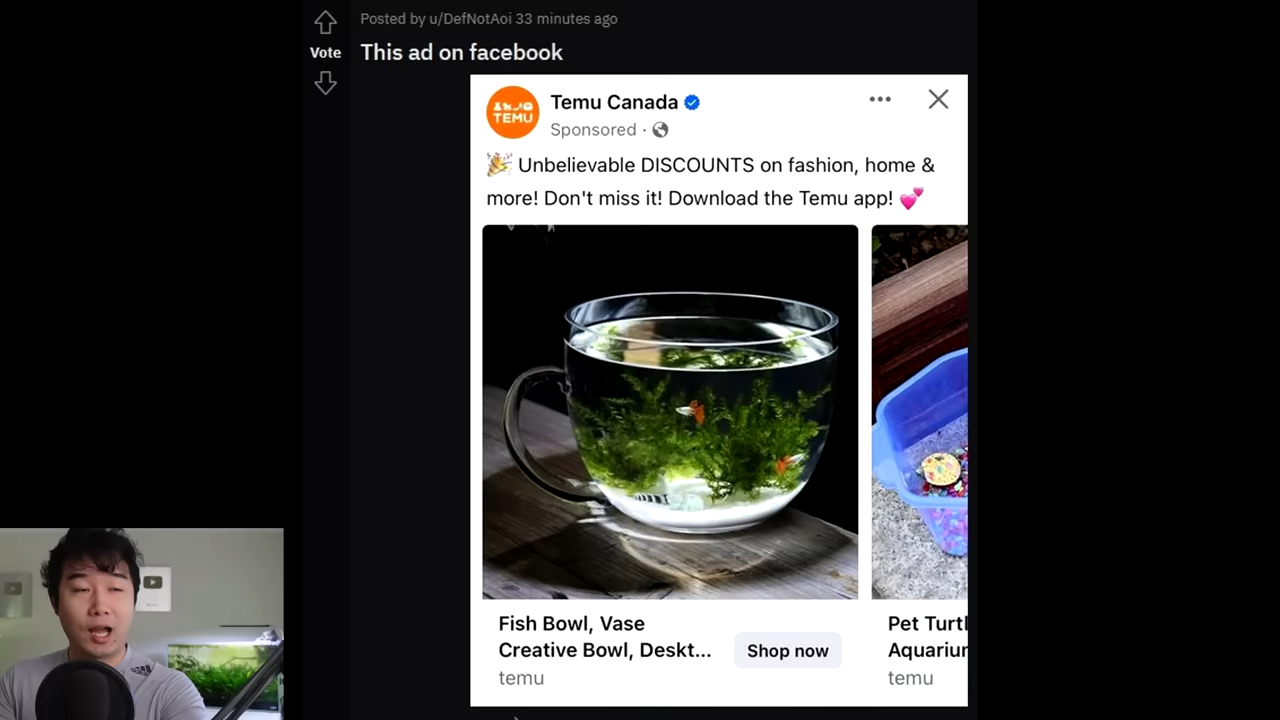 Posted by u/DefNotAoi 33 minutes ago
Vote
This ad on facebook
TEMU
Temu Canada
Sponsored ·
🎉 Unbelievable DISCOUNTS on fashion, home &
more! Don't miss it! Download the Temu app! 💕
Fish Bowl, Vase
Creative Bowl, Deskt...
Shop now
temu
Pet Turtl
Aquariur
temu